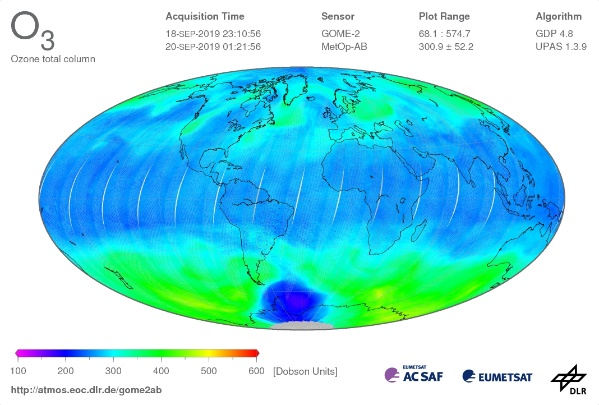 O3
Ozone total column
Acquisition Time
18-SEP-2019 23:10:56
20-SEP-2019 01:21:56
Sensor
GOME-2
MetOp-AB
Plot Range
68.1 : 574.7
300.9 ± 52.2
Algorithm
GDP 4.8
UPAS 1.3.9
100 200 300 400 500 600 [Dobson Units]
http://atmos.eoc.dlr.de/gome2ab
EUMETSAT
AC SAF
EUMETSAT
DLR